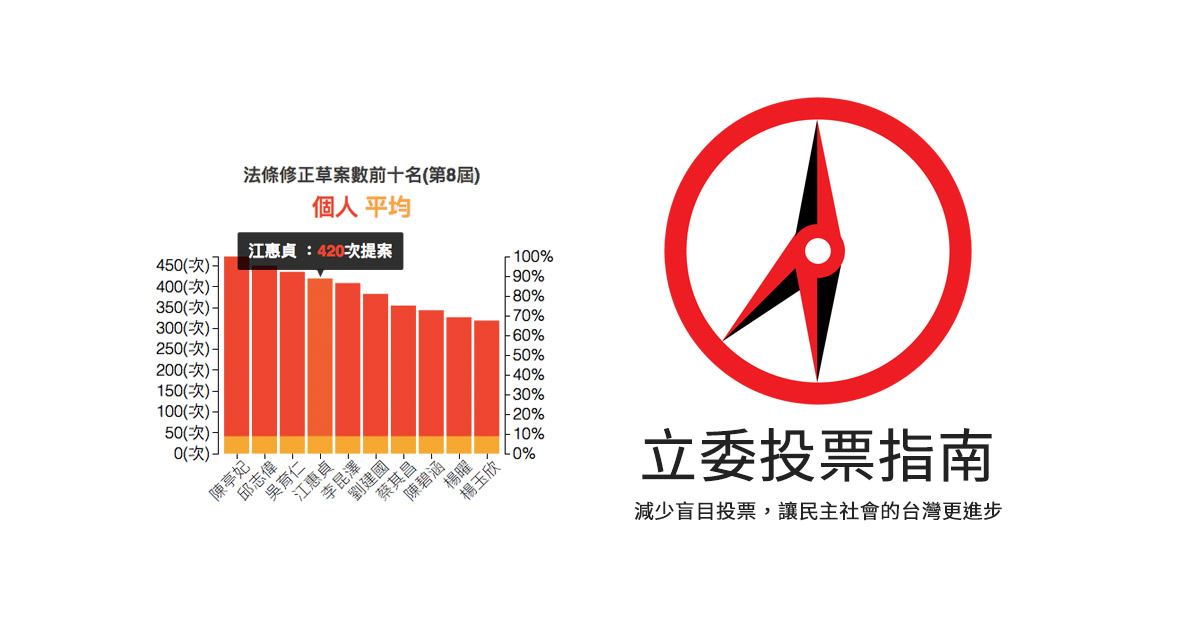 法條修正草案數前十名(第8屆)
個人 平均
江惠貞 ：420次提案
450(次)
400(次)
350(次)
300(次)
250(次)
200(次)
150(次)
100(次)
50(次)
0(次)
100%
90%
80%
70%
60%
50%
40%
30%
20%
10%
0%
陳亭妃
邱志偉
吳育仁
江惠貞
李昆澤
劉建國
蔡其昌
陳碧涵
楊曜
楊玉欣
立委投票指南
減少盲目投票，讓民主社會的台灣更進步